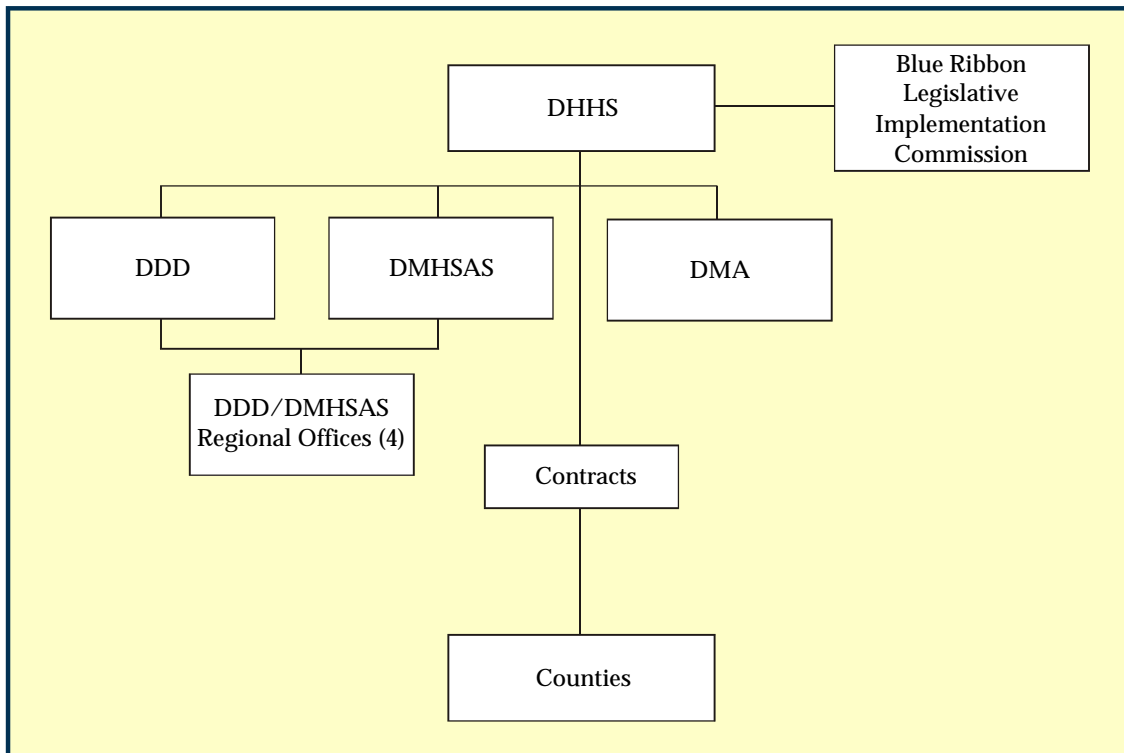 DHHS
Blue Ribbon
Legislative
Implementation
Commission
DDD
DMHSAS
DMA
DDD/DMHSAS
Regional Offices (4)
Contracts
Counties